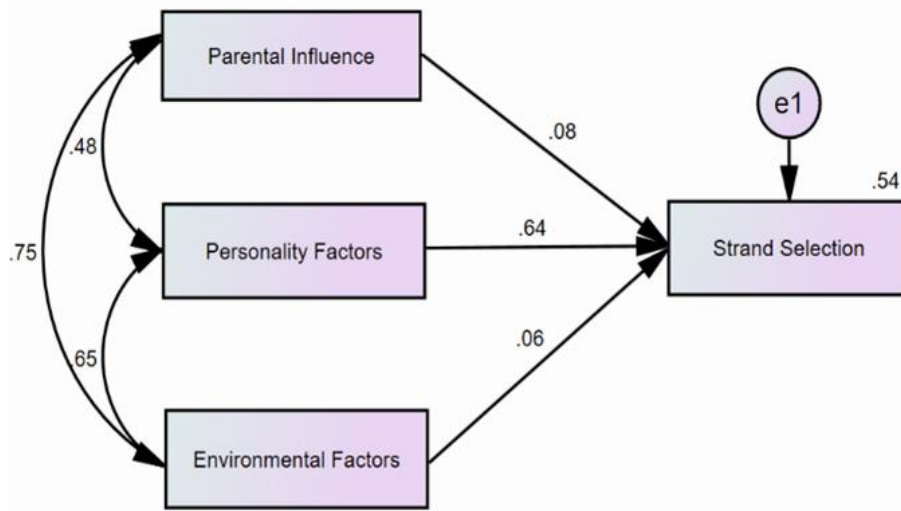 Parental Influence
e1
.08
.48
.54
Personality Factors
.64
Strand Selection
.75
.06
.65
Environmental Factors